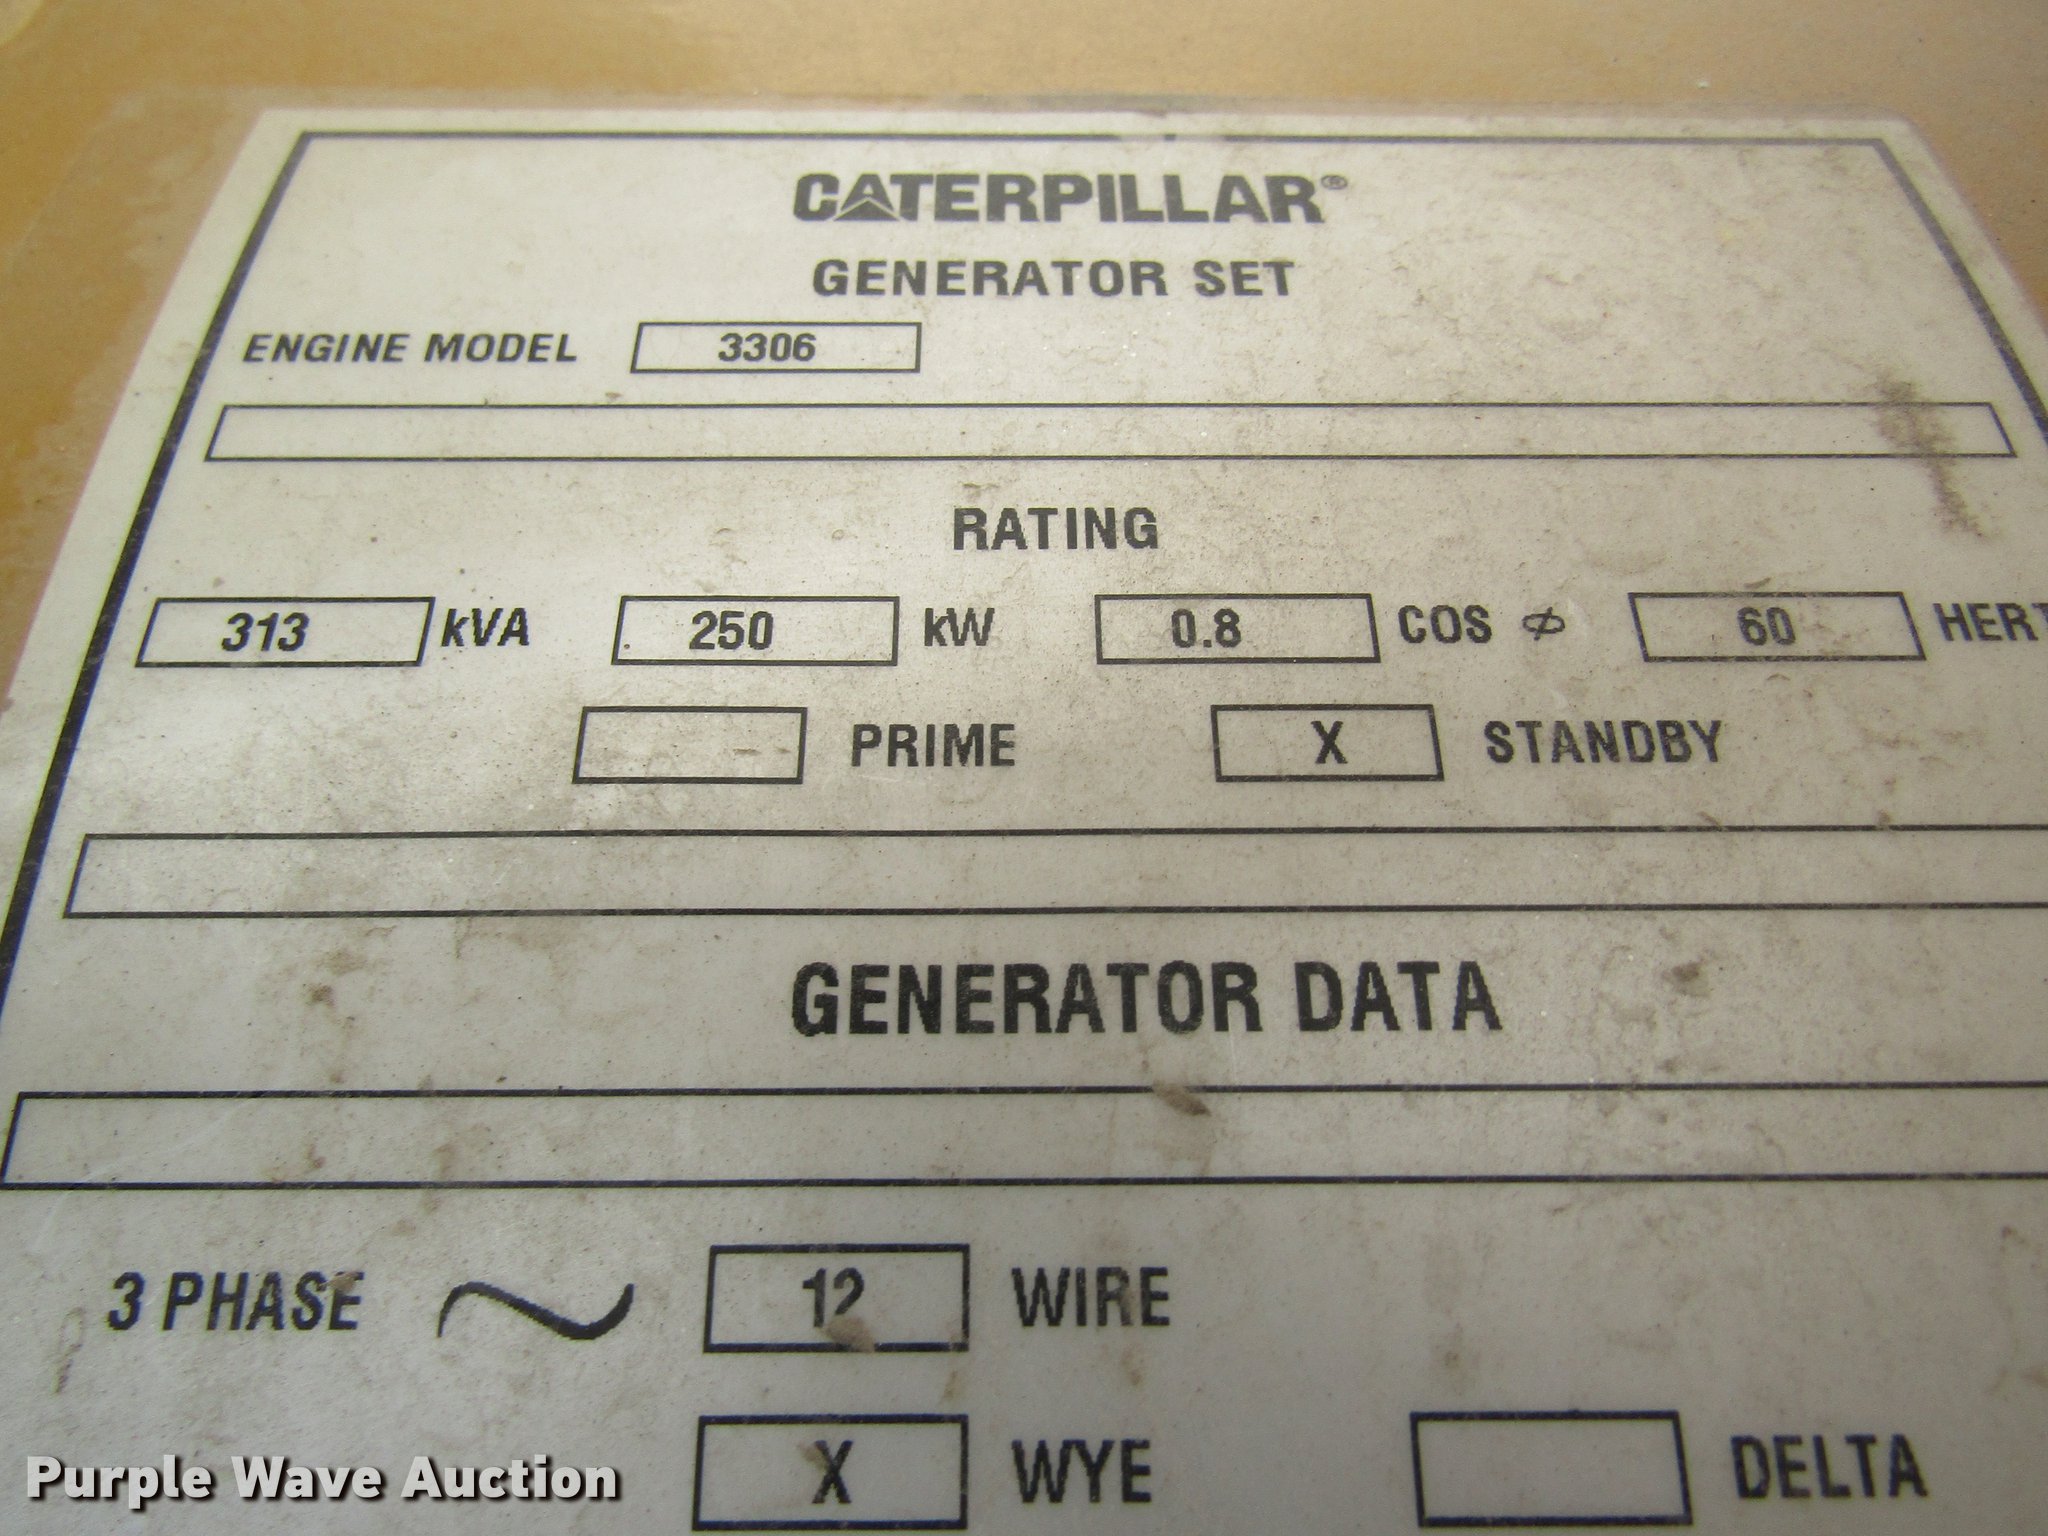 CATERPILLAR®
GENERATOR SET
ENGINE MODEL 3306
RATING
313 kVA 250 kW 0.8 COS Φ 60 HERT
PRIME X STANDBY
GENERATOR DATA
3 PHASE ~ 12 WIRE
X WYE DELTA
Purple Wave Auction